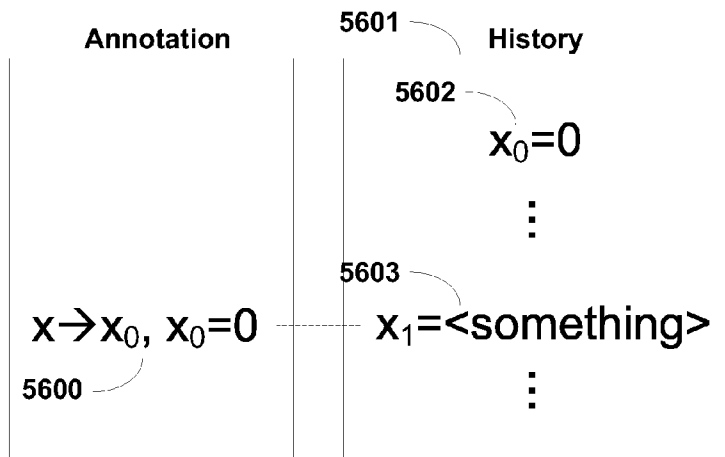 5601
Annotation
History
5602
x₀=0
⋮
5603
x→x₀, x₀=0
x₁=<something>
5600
⋮